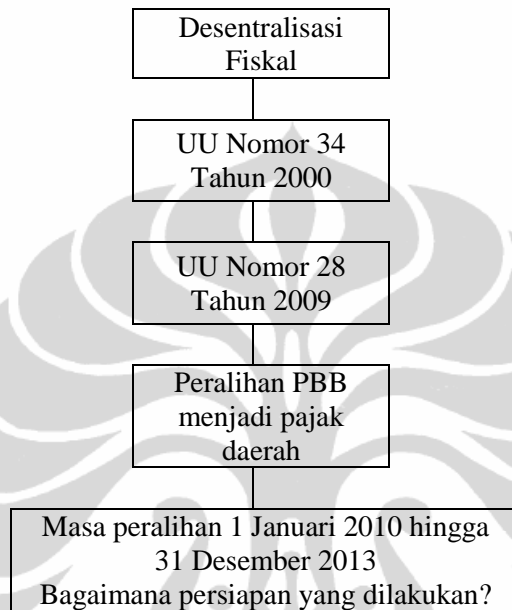 Desentralisasi
Fiskal
UU Nomor 34
Tahun 2000
UU Nomor 28
Tahun 2009
Peralihan PBB
menjadi pajak
daerah
Masa peralihan 1 Januari 2010 hingga
31 Desember 2013
Bagaimana persiapan yang dilakukan?